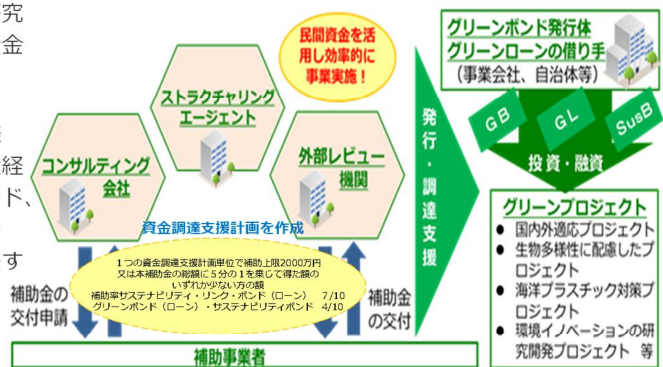 究
金
経
ード、
す
民間資金を活
用し効率的に
事業実施！
ストラクチャリング
エージェント
コンサルティング
会社
外部レビュー
機関
資金調達支援計画を作成
１つの資金調達支援計画単位で補助上限2000万円
又は本補助金の総額に５分の１を乗じて得た額の
いずれか少ない方の額
補助率サステナビリティ・リンク・ボンド（ローン） 7/10
グリーンボンド（ローン）・サステナビリティボンド 4/10
補助金の
交付申請
補助金
の交付
補助事業者
発行・調達支援
グリーンボンド発行体
グリーンローンの借り手
（事業会社、自治体等）
GB
GL
SusB
投資・融資
グリーンプロジェクト
● 国内外適応プロジェクト
● 生物多様性に配慮したプ
ロジェクト
● 海洋プラスチック対策プ
ロジェクト
● 環境イノベーションの研
究開発プロジェクト 等